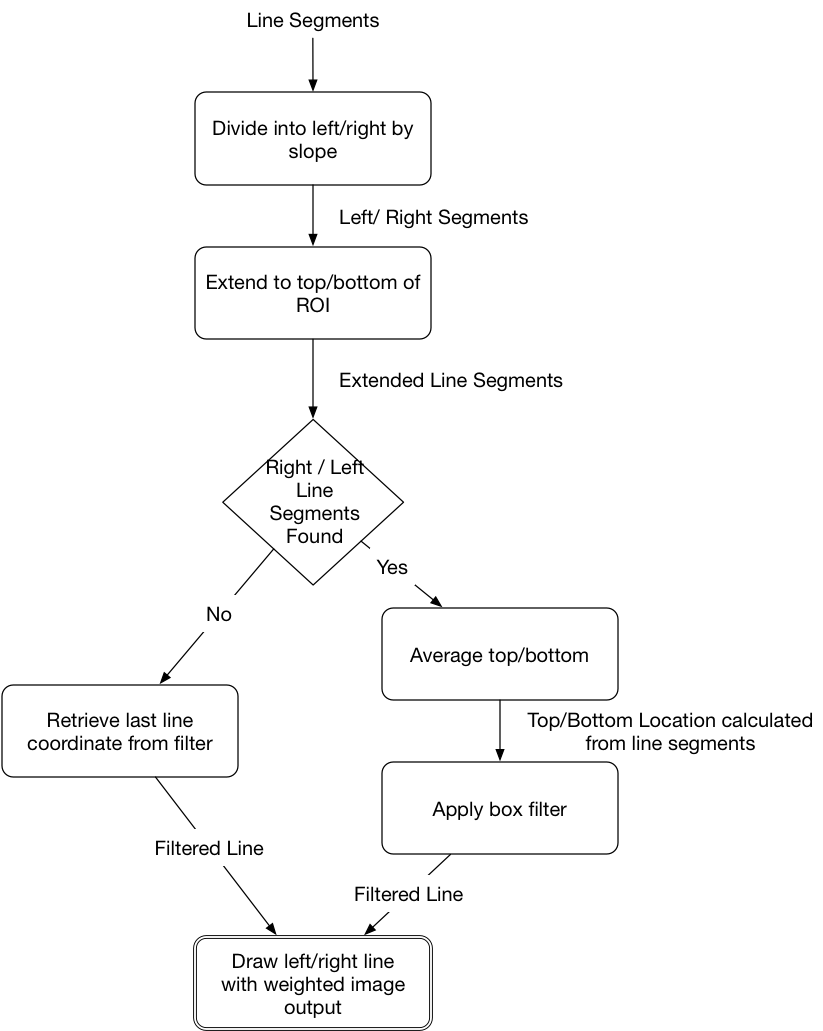 Line Segments
Divide into left/right by
slope
Left/ Right Segments
Extend to top/bottom of
ROI
Extended Line Segments
Right / Left
Line
Segments
Found
Yes
No
Average top/bottom
Retrieve last line
coordinate from filter
Top/Bottom Location calculated
from line segments
Apply box filter
Filtered Line
Filtered Line
Draw left/right line
with weighted image
output